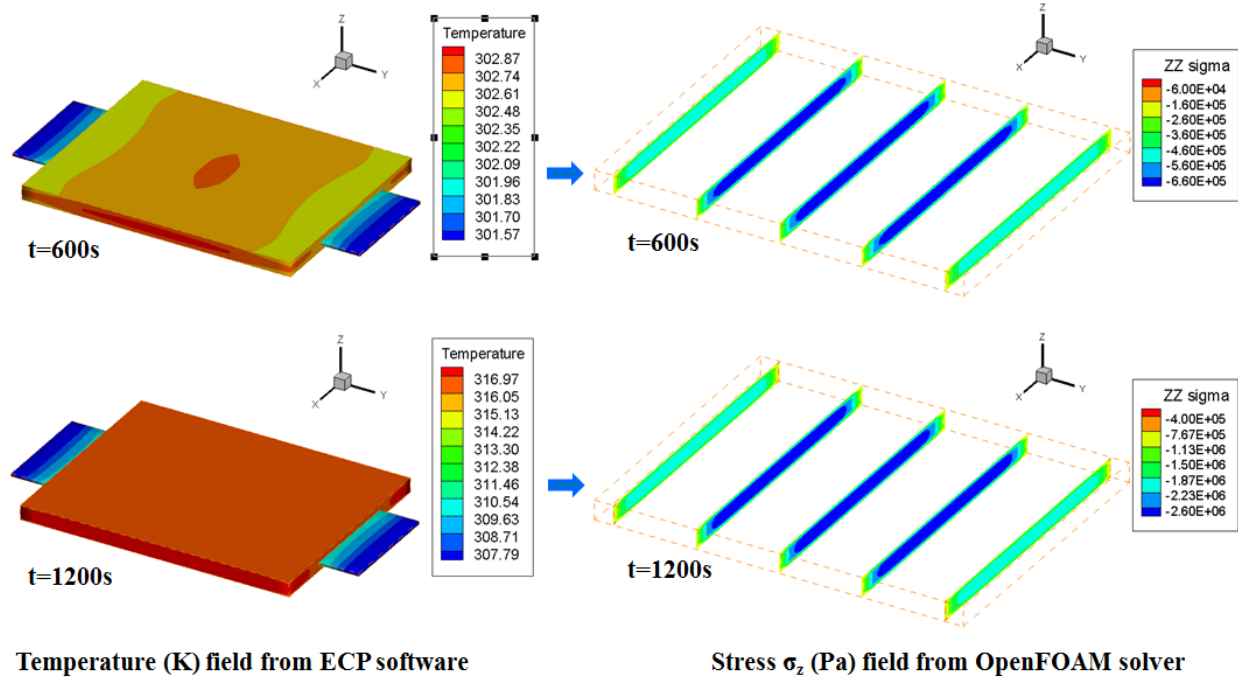 Z
X
Y
Temperature
302.87
302.74
302.61
302.48
302.35
302.22
302.09
301.96
301.83
301.70
301.57
t=600s
Z
X
Y
ZZ sigma
-6.00E+04
-1.60E+05
-2.60E+05
-3.60E+05
-4.60E+05
-5.60E+05
-6.60E+05
t=600s
Z
X
Y
Temperature
316.97
316.05
315.13
314.22
313.30
312.38
311.46
310.54
309.63
308.71
307.79
t=1200s
Z
X
Y
ZZ sigma
-4.00E+05
-7.67E+05
-1.13E+06
-1.50E+06
-1.87E+06
-2.23E+06
-2.60E+06
t=1200s
Temperature (K) field from ECP software
Stress σz (Pa) field from OpenFOAM solver